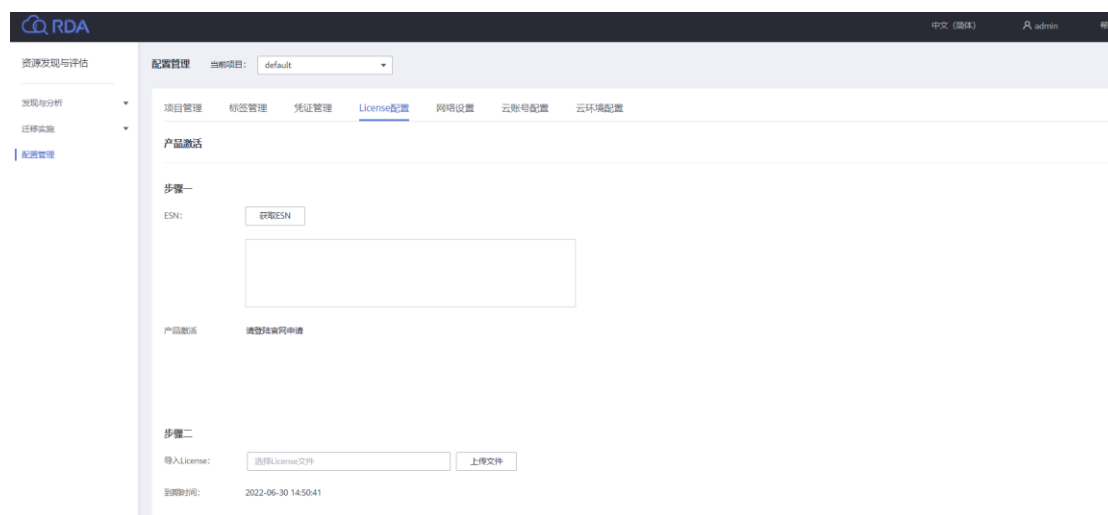 RDA
中文（简体）
admin
资源发现与评估
配置管理
当前项目：
default
发现与分析
迁移实施
配置管理
项目管理
标签管理
凭证管理
License配置
网络设置
云账号配置
云环境配置
产品激活
步骤一
ESN：
获取ESN
产品激活
请登陆官网申请
步骤二
导入License：
选择License文件
上传文件
到期时间：
2022-06-30 14:50:41